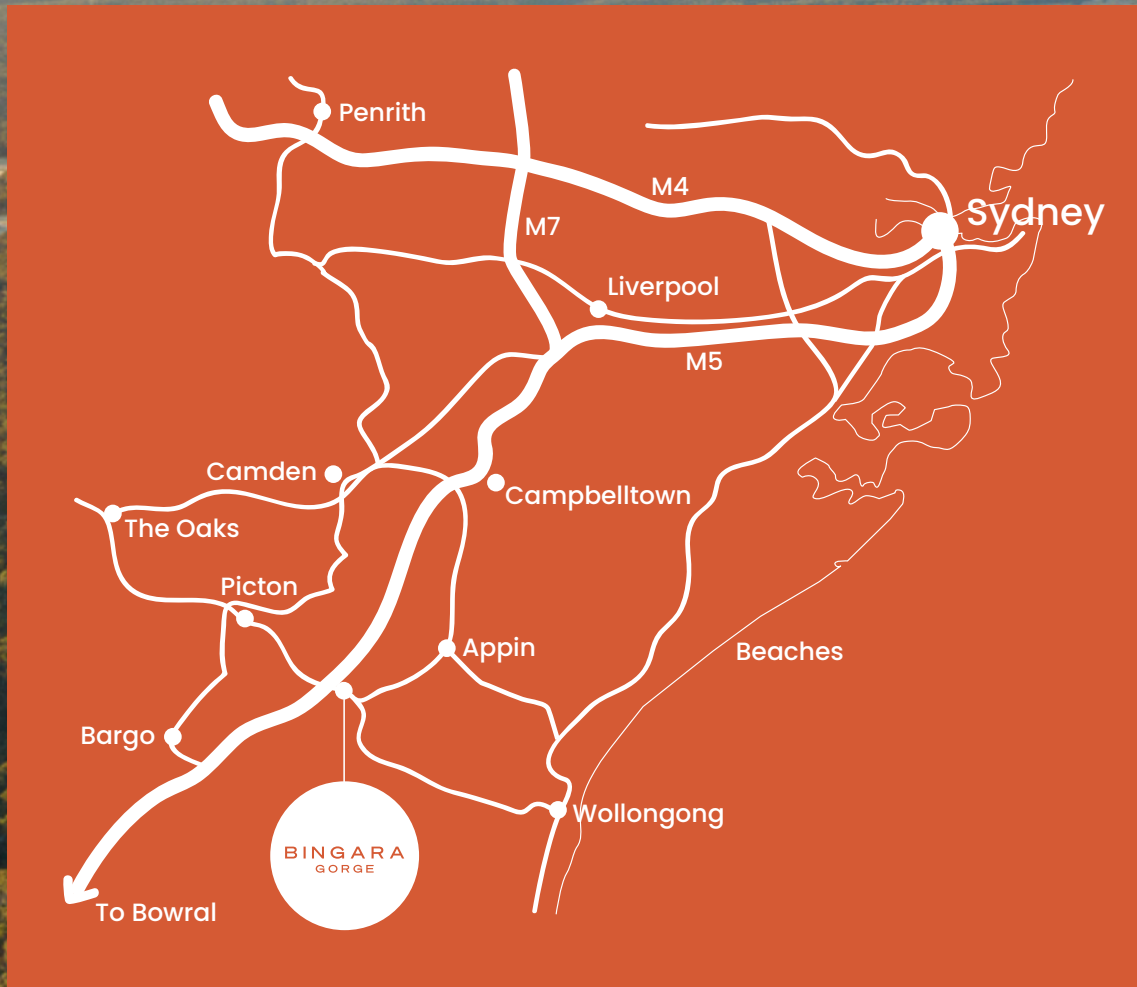 Penrith
M4
Sydney
M7
Liverpool
M5
Camden
Campbelltown
The Oaks
Picton
Appin
Beaches
Bargo
Wollongong
BINGARA
GORGE
To Bowral